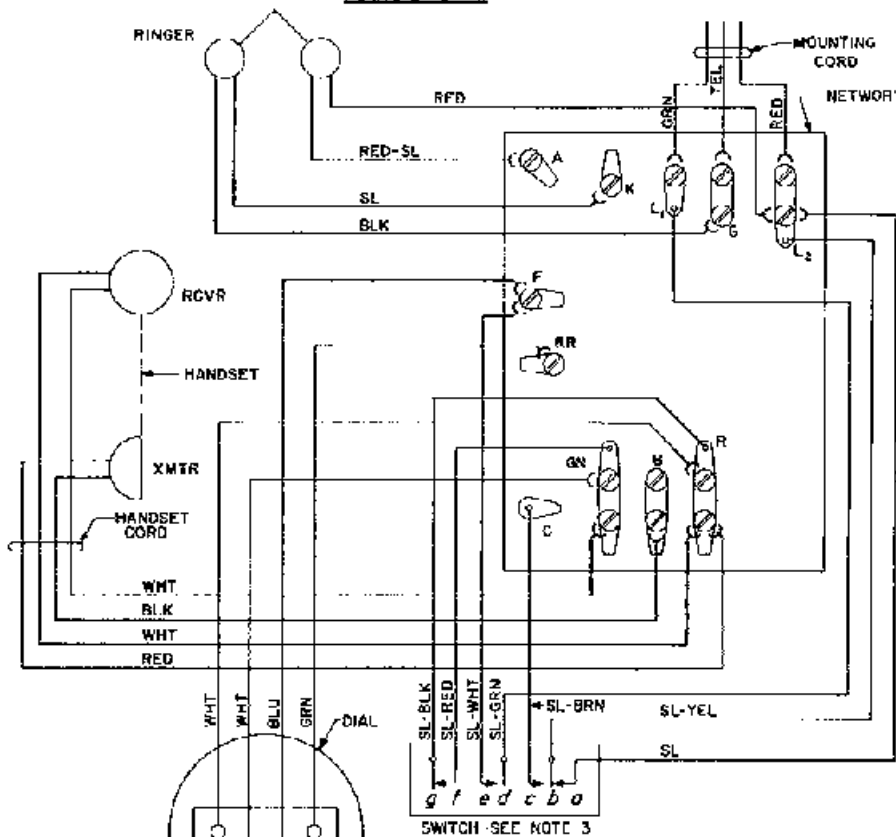 RINGER
MOUNTING
CORD
RED
GRN
YEL
RED
RED-SL
A
K
SL
BLK
L1
G
L2
F
RCVR
RR
HANDSET
R
XMTR
GN
B
C
HANDSET
CORD
WHT
BLK
WHT
RED
WHT
WHT
BLU
GRN
SL-BLK
SL-RED
SL-WHT
SL-GRN
SL-BRN
SL-YEL
DIAL
SL
g f e d c b a
SWITCH-SEE NOTE 3